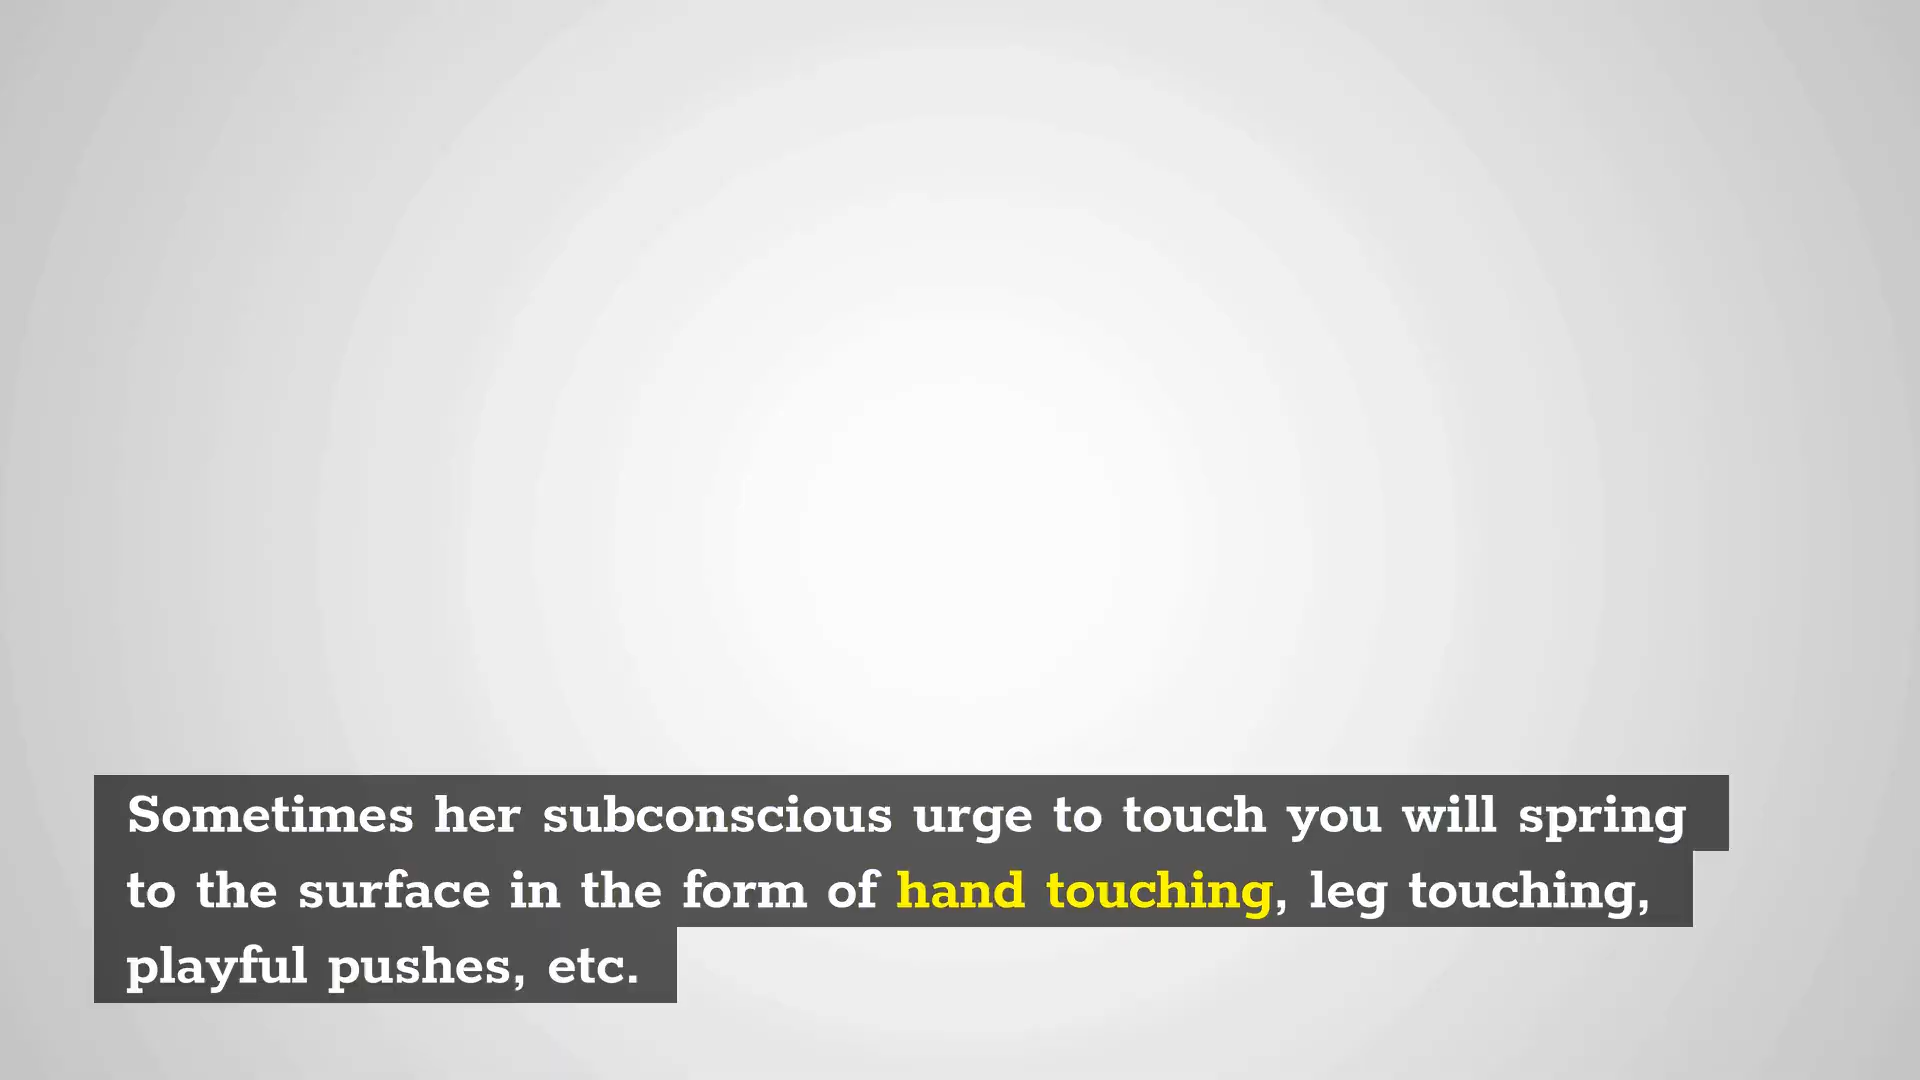 Sometimes her subconscious urge to touch you will spring
to the surface in the form of hand touching, leg touching,
playful pushes, etc.